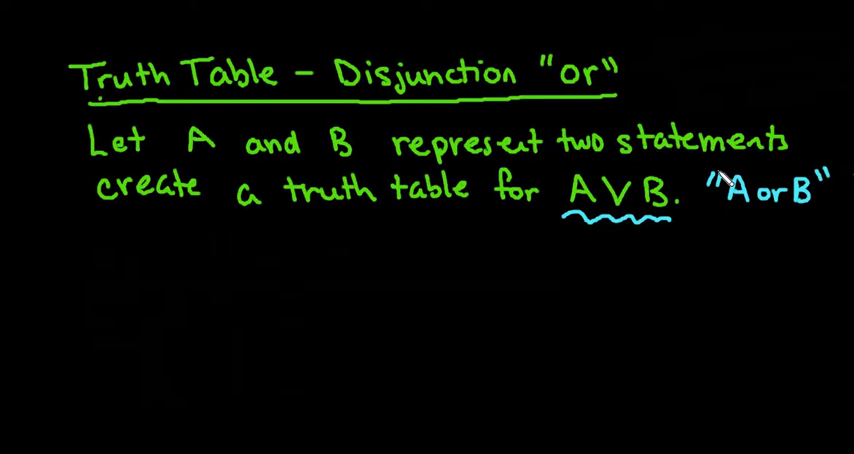 Truth Table - Disjunction "or"
Let A and B represent two statements
create a truth table for A V B. "A or B"